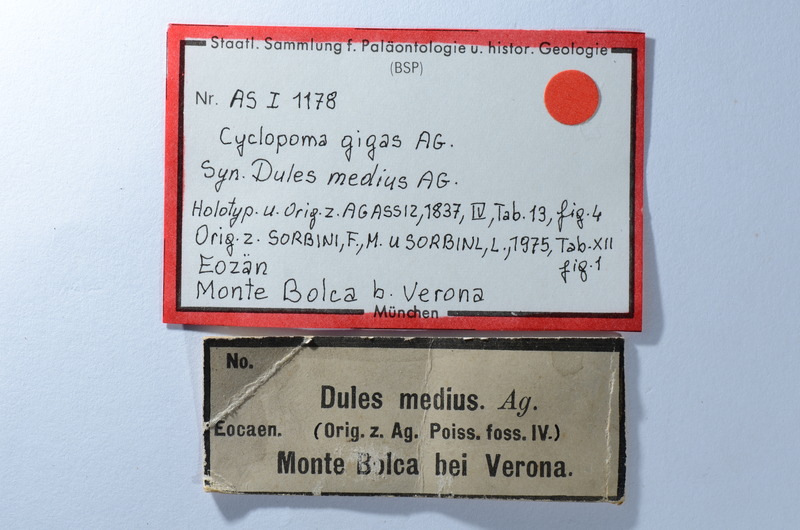 Staatl. Sammlung f. Paläontologie u. histor. Geologie
(BSP)
Nr. AS I 1178
Cyclopoma gigas AG.
Syn. Dules medius AG.
Holotyp. u. Orig. z. AGASSIZ, 1837, IV, Tab. 13, fig. 4
Orig. z. SORBINI, F., M. u SORBINI, L., 1975, Tab. XII
fig. 1
Eozän
Monte Bolca b. Verona
München
No.
Dules medius. Ag.
Eocaen. (Orig. z. Ag. Poiss. foss. IV.)
Monte Bolca bei Verona.